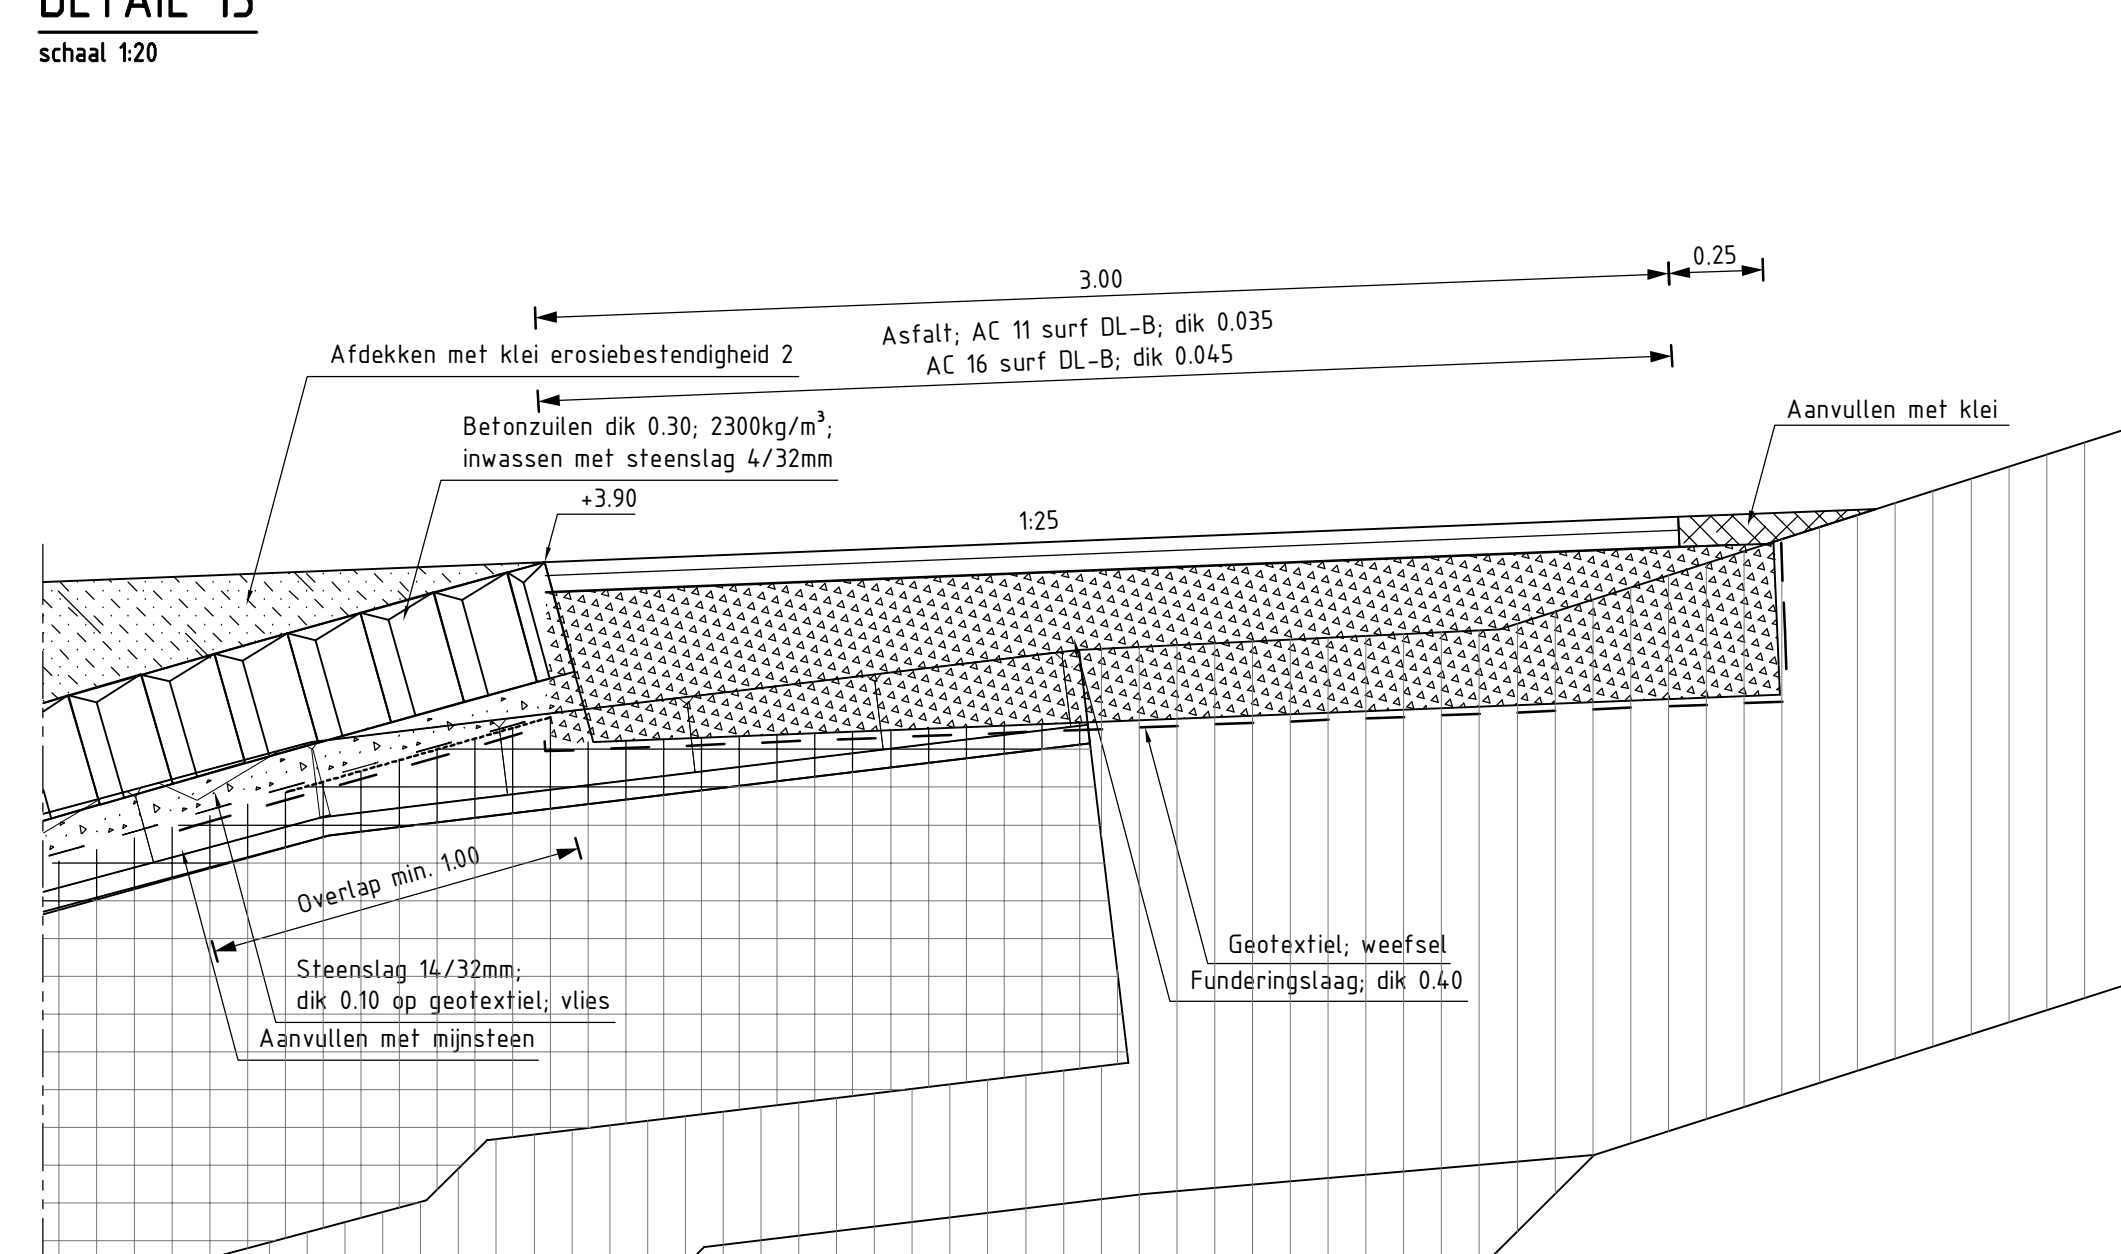 DETAIL 15
schaal 1:20
0.25
3.00
Asfalt; AC 11 surf DL-B; dik 0.035
AC 16 surf DL-B; dik 0.045
Afdekken met klei erosiebestendigheid 2
Aanvullen met klei
Betonzuilen dik 0.30; 2300kg/m³;
inwassen met steenslag 4/32mm
+3.90
1:25
Overlap min. 1.00
Geotextiel; weefsel
Funderingslaag; dik 0.40
Steenslag 14/32mm;
dik 0.10 op geotextiel; vlies
Aanvullen met mijnsteen